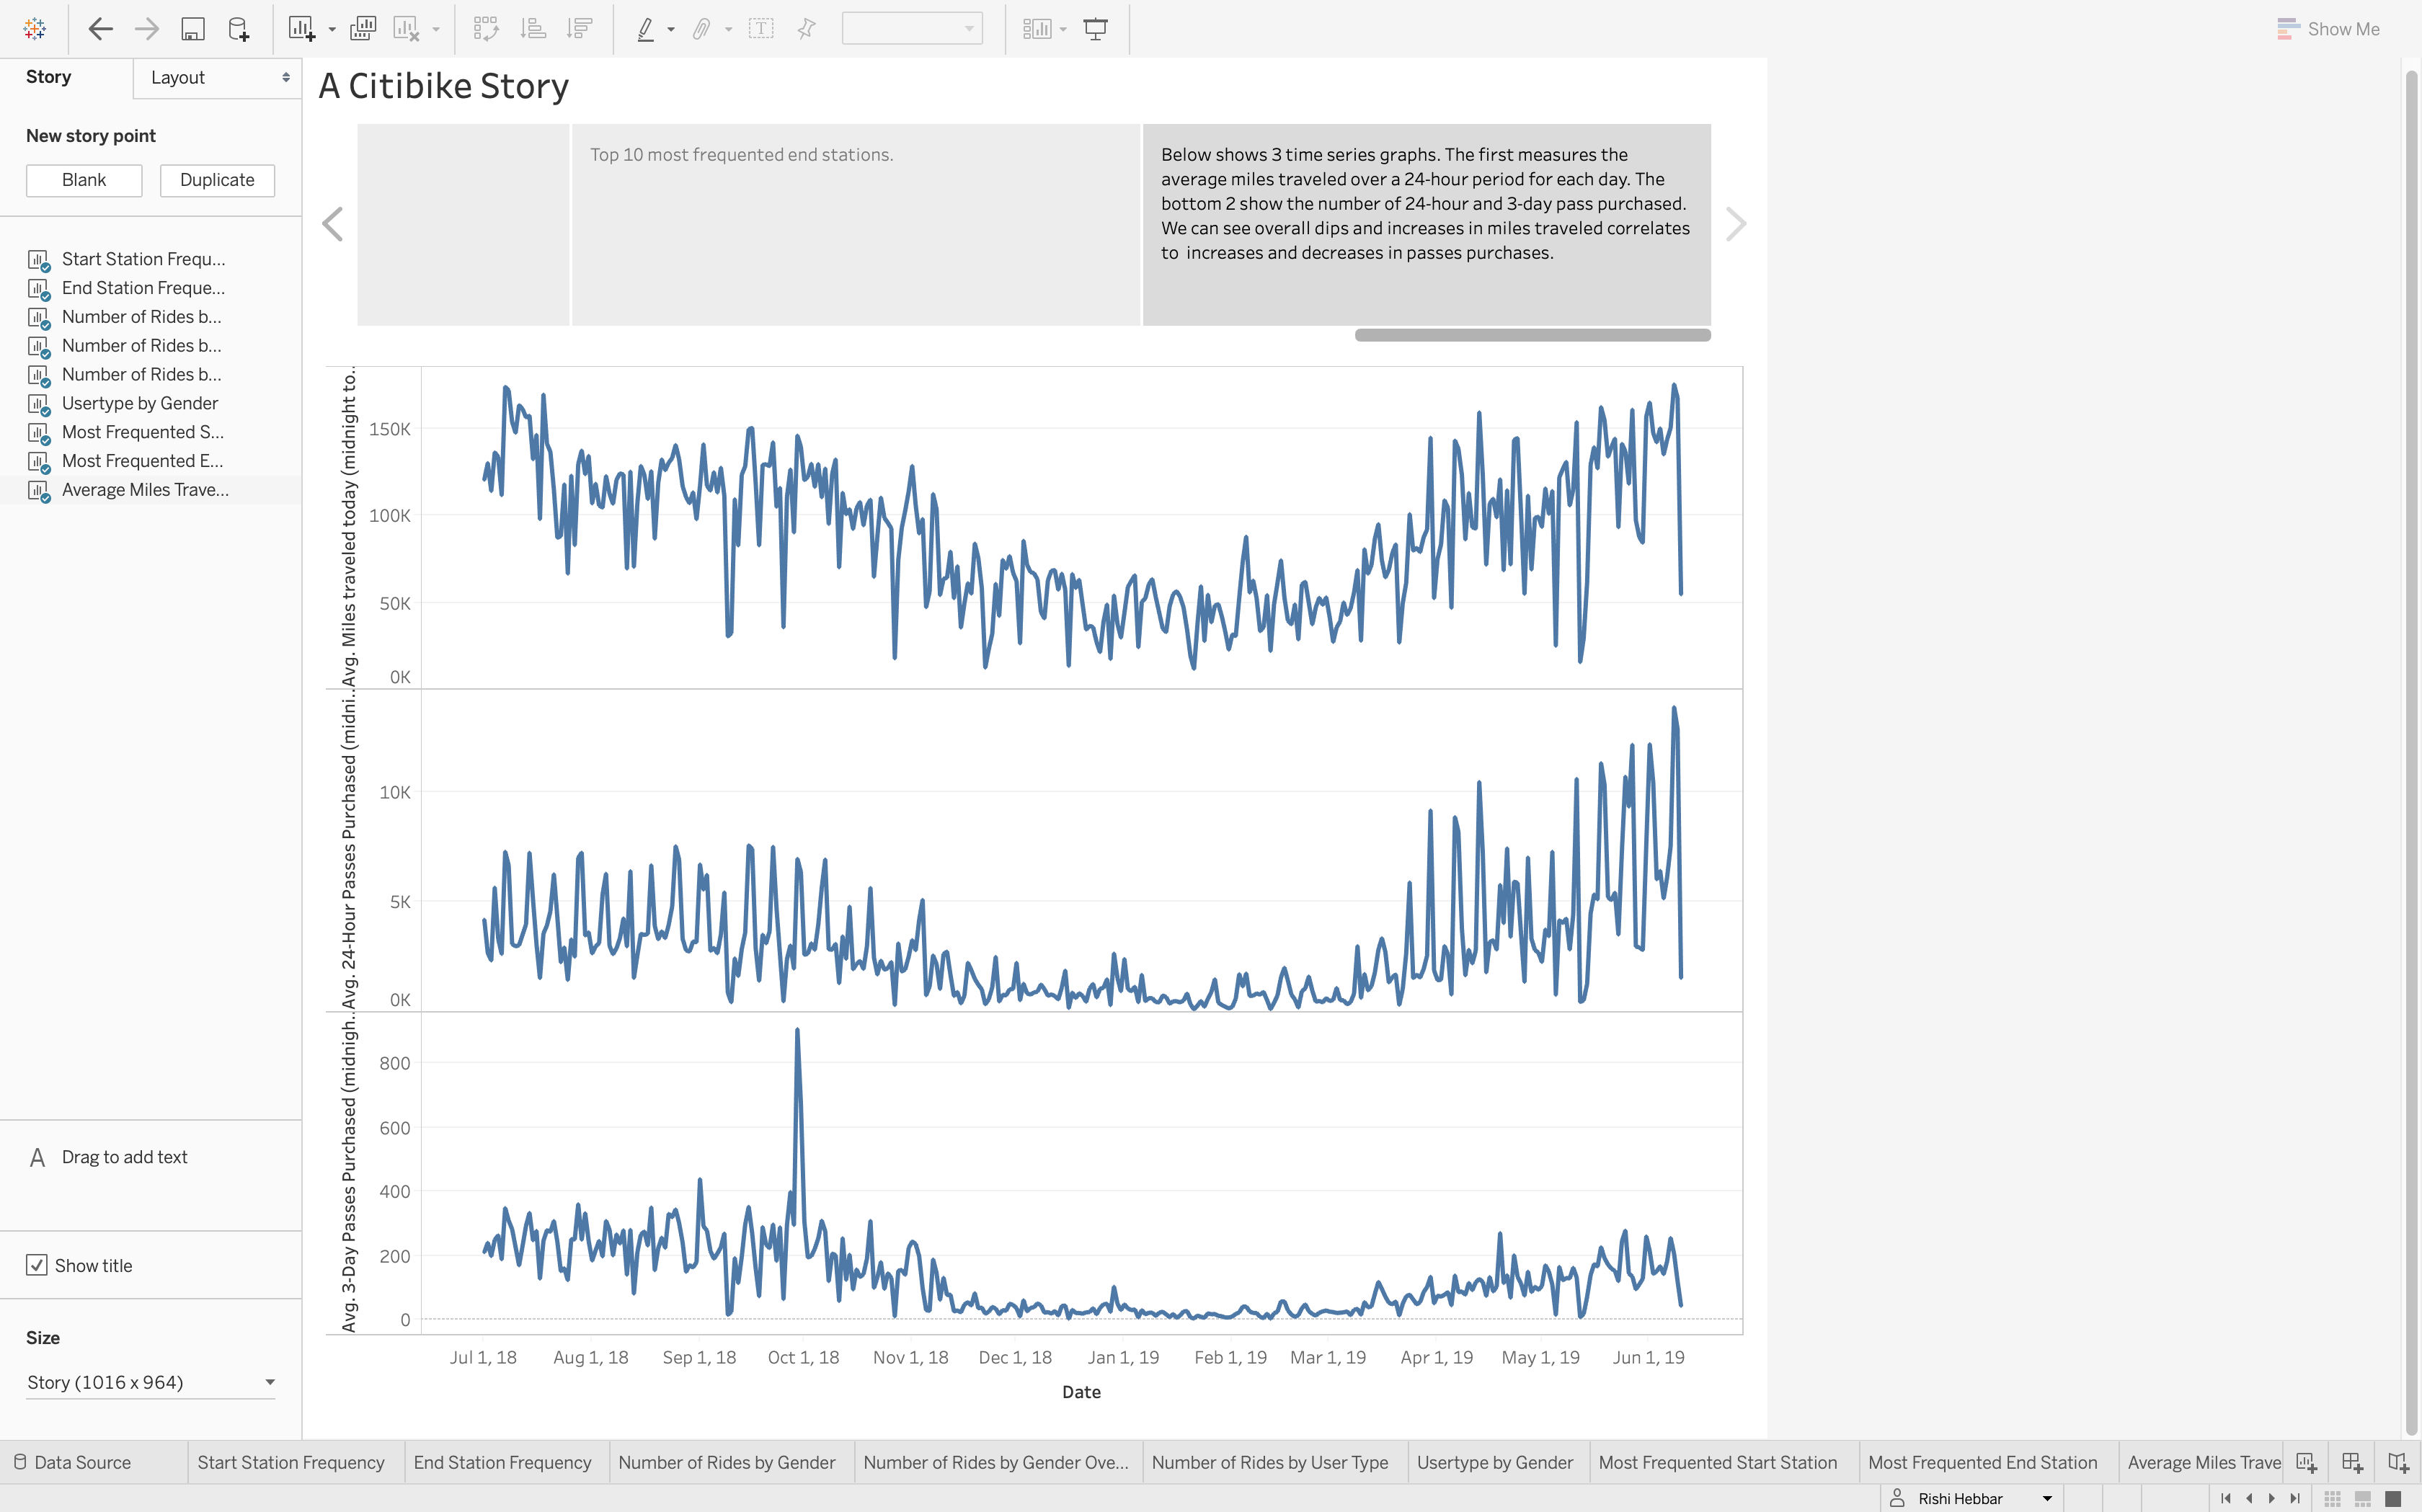 Show Me
Story
Layout
New story point
Blank
Duplicate
Start Station Frequ...
End Station Freque...
Number of Rides b...
Number of Rides b...
Number of Rides b...
Usertype by Gender
Most Frequented S...
Most Frequented E...
Average Miles Trave...
A Drag to add text
Show title
Size
Story (1016 x 964)
A Citibike Story
Top 10 most frequented end stations.
Below shows 3 time series graphs. The first measures the
average miles traveled over a 24-hour period for each day. The
bottom 2 show the number of 24-hour and 3-day pass purchased.
We can see overall dips and increases in miles traveled correlates
to  increases and decreases in passes purchases.
Avg. Miles traveled today (midnight to..
150K
100K
50K
0K
Avg. 24-Hour Passes Purchased (midni..
10K
5K
0K
Avg. 3-Day Passes Purchased (midnigh..
800
600
400
200
0
Jul 1, 18 Aug 1, 18 Sep 1, 18 Oct 1, 18 Nov 1, 18 Dec 1, 18 Jan 1, 19 Feb 1, 19 Mar 1, 19 Apr 1, 19 May 1, 19 Jun 1, 19
Date
Data Source Start Station Frequency End Station Frequency Number of Rides by Gender Number of Rides by Gender Ove... Number of Rides by User Type Usertype by Gender Most Frequented Start Station Most Frequented End Station Average Miles Trave
Rishi Hebbar